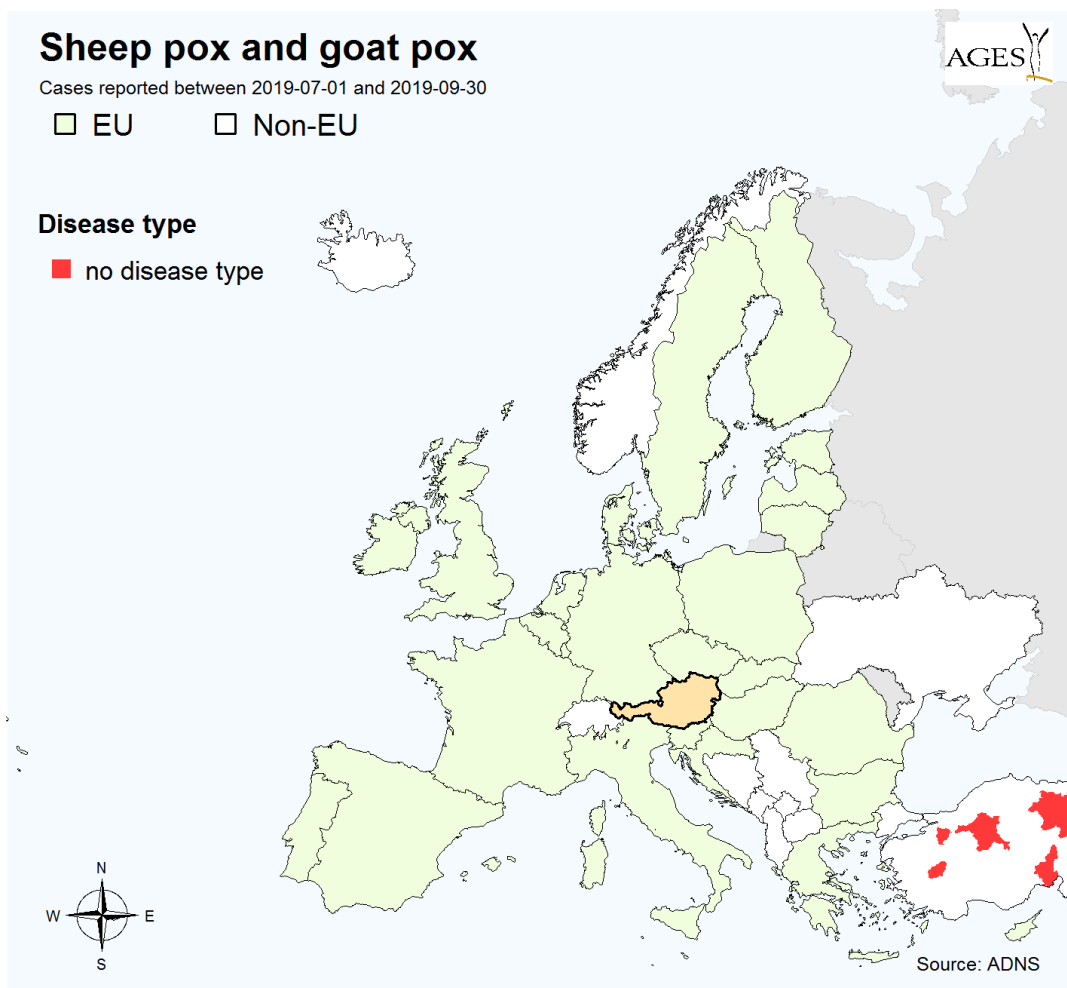 Sheep pox and goat pox
Cases reported between 2019-07-01 and 2019-09-30
EU
Non-EU
AGES
Disease type
no disease type
N
W
E
S
Source: ADNS